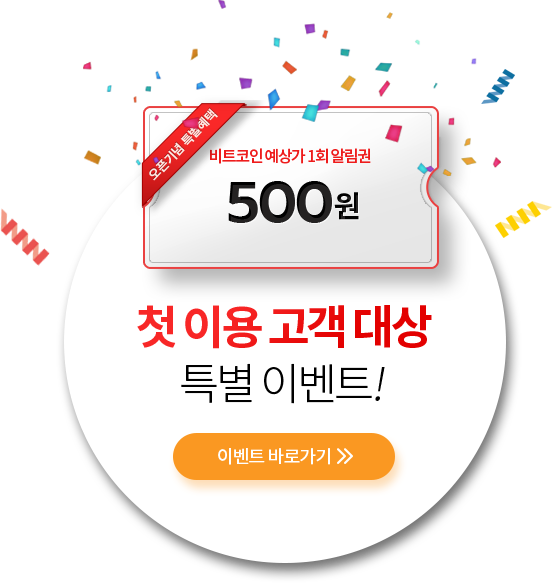 오픈기념 특별혜택
비트코인 예상가 1회 알림권
500원
첫 이용 고객 대상
특별 이벤트!
이벤트 바로가기 »